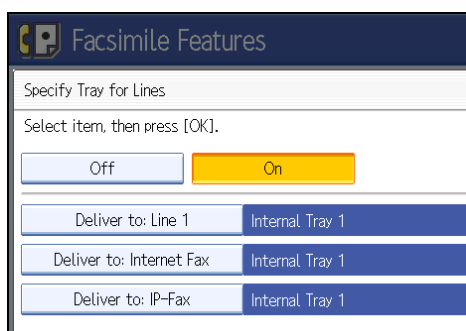 Facsimile Features
Specify Tray for Lines
Select item, then press [OK].
Off On
Deliver to: Line 1 Internal Tray 1
Deliver to: Internet Fax Internal Tray 1
Deliver to: IP-Fax Internal Tray 1